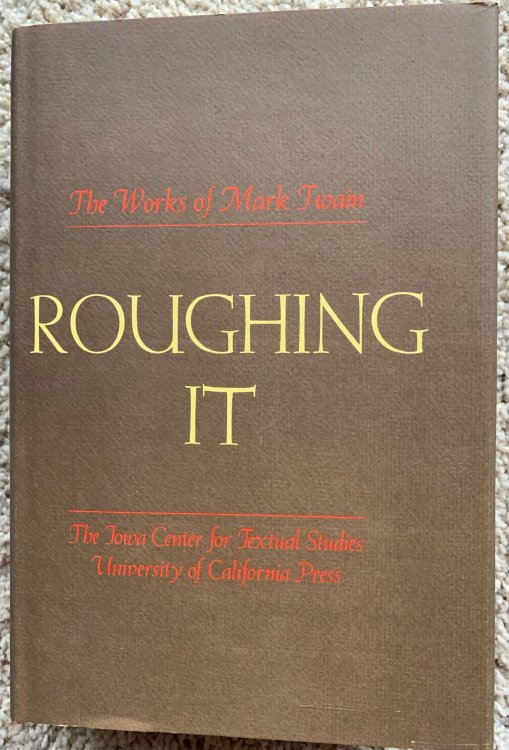 The Works of Mark Twain
ROUGHING
IT
The Iowa Center for Textual Studies
University of California Press